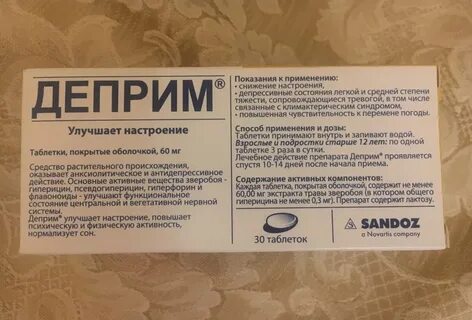 ДЕПРИМ®
Улучшает настроение
Таблетки, покрытые оболочкой, 60 мг
Средство растительного происхождения,
оказывает анксиолитическое и антидепрессивное
действие. Основные активные вещества зверобоя -
гиперицин, псевдогиперицин, гиперфорин и
флавоноиды - улучшают функциональное
состояние центральной и вегетативной нервной
системы.
Деприм® улучшает настроение, повышает
психическую и физическую активность,
нормализует сон.
Показания к применению:
• снижение настроения,
• депрессивные состояния легкой и средней степени
тяжести, сопровождающиеся тревогой, в том числе
связанные с климактерическим синдромом,
• повышенная чувствительность к перемене погоды.
Способ применения и дозы:
Таблетки принимают внутрь и запивают водой.
Взрослые и подростки старше 12 лет: по одной
таблетке 3 раза в сутки.
Лечебное действие препарата Деприм® проявляется
спустя 10-14 дней после начала приема.
Содержание активных компонентов:
Каждая таблетка, покрытая оболочкой, содержит не менее
60,00 мг экстракта травы зверобоя (в котором общего
гиперицина не менее 0,3 мг). Препарат содержит лактозу.
30 таблеток
SANDOZ
a Novartis company